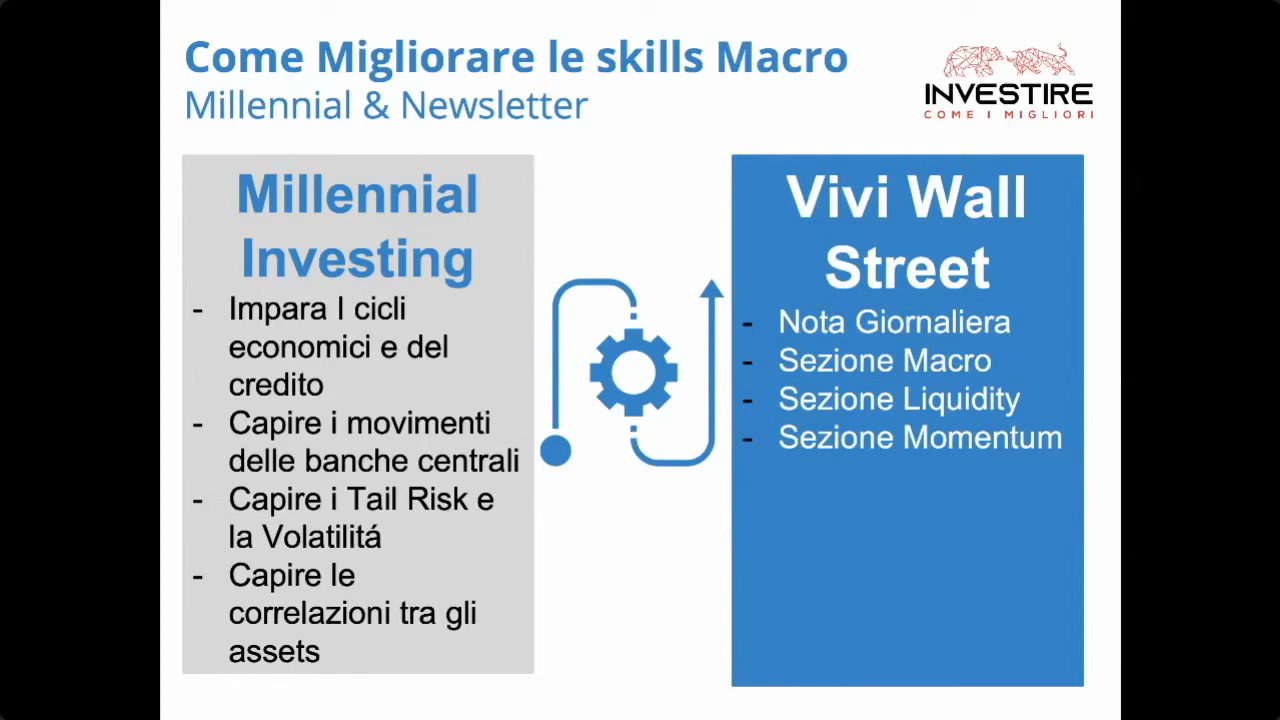 Come Migliorare le skills Macro
Millennial & Newsletter
INVESTIRE
COME I MIGLIORI
Millennial
Investing
- Impara I cicli
economici e del
credito
- Capire i movimenti
delle banche centrali
- Capire i Tail Risk e
la Volatilitá
- Capire le
correlazioni tra gli
assets
Vivi Wall
Street
- Nota Giornaliera
- Sezione Macro
- Sezione Liquidity
- Sezione Momentum